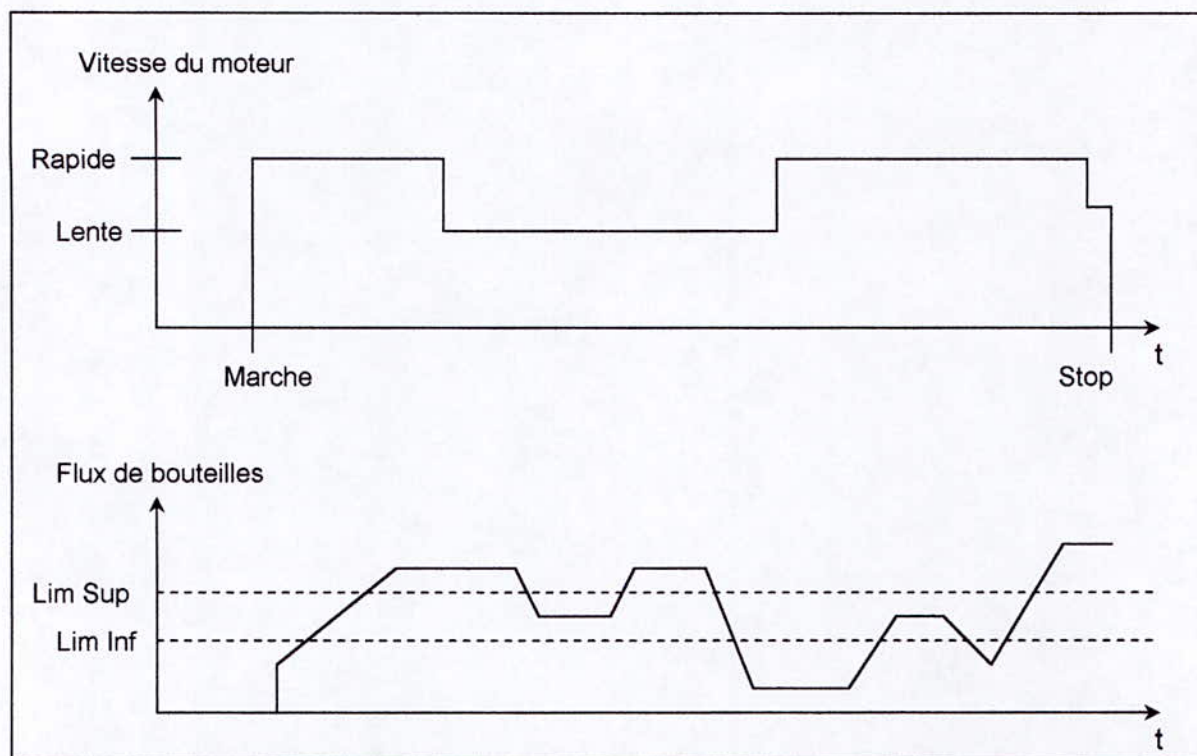 Vitesse du moteur
Rapide
Lente
t
Marche
Stop
Flux de bouteilles
Lim Sup
Lim Inf
t